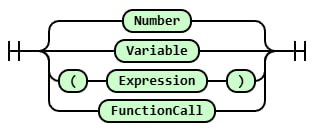 Number
Variable
( Expression )
FunctionCall